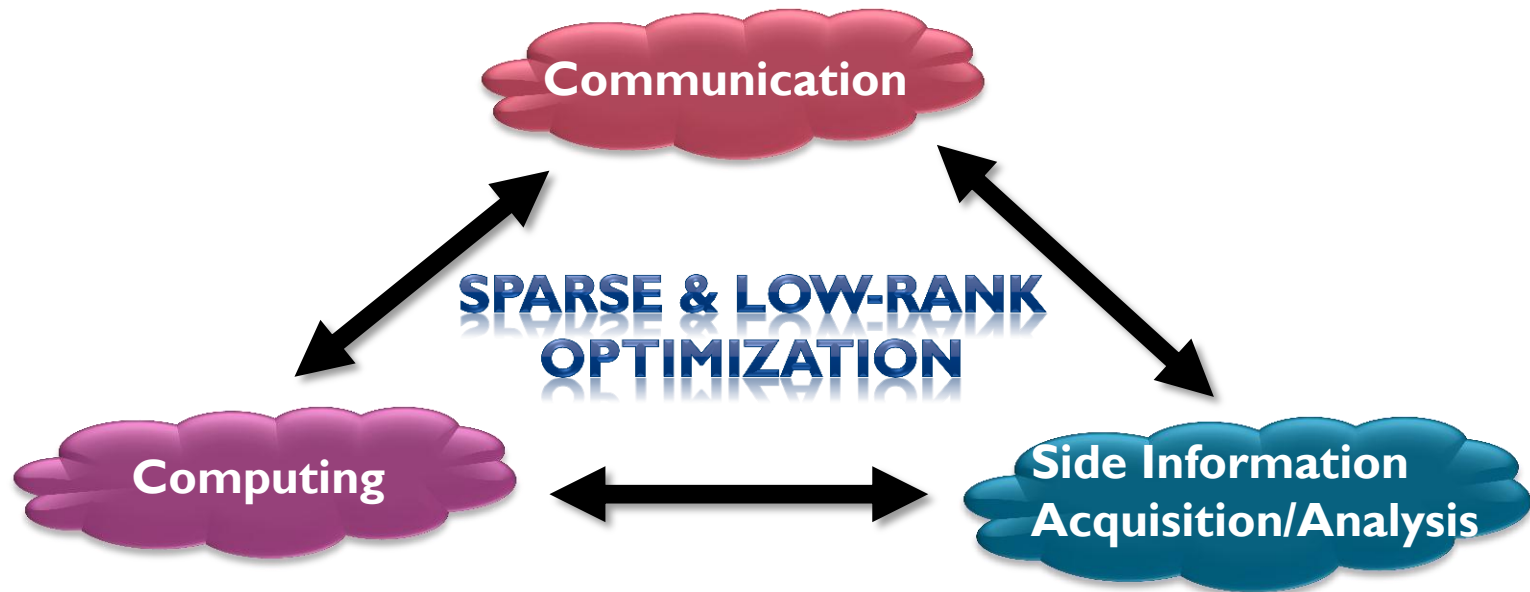 Communication
SPARSE & LOW-RANK
OPTIMIZATION
Computing
Side Information
Acquisition/Analysis